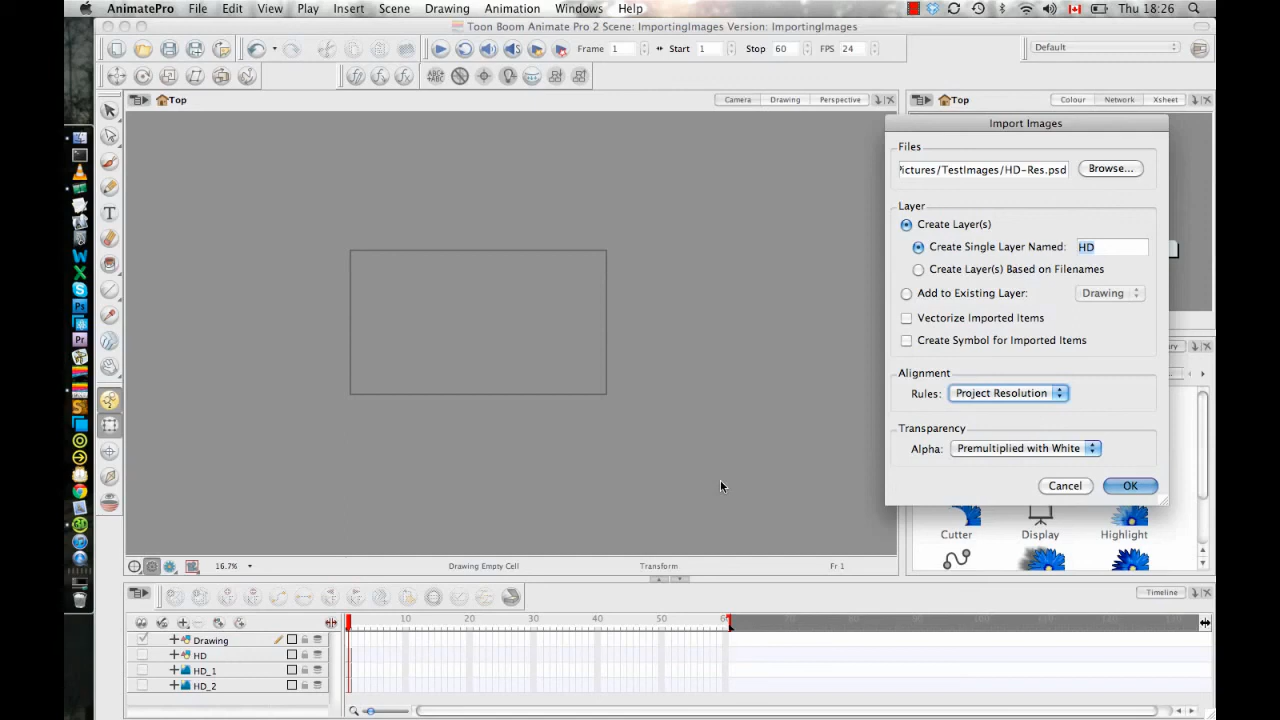 AnimatePro File Edit View Play Insert Scene Drawing Animation Windows Help Thu 18:26
Toon Boom Animate Pro 2 Scene: ImportingImages Version: ImportingImages
Frame 1 Start 1 Stop 60 FPS 24 Default
Top Camera Drawing Perspective Top Colour Network Xsheet
Import Images
Files
Pictures/TestImages/HD-Res.psd Browse...
Layer
Create Layer(s)
Create Single Layer Named: HD
Create Layer(s) Based on Filenames
Add to Existing Layer: Drawing
Vectorize Imported Items
Create Symbol for Imported Items
Alignment
Rules: Project Resolution
Transparency
Alpha: Premultiplied with White
Cancel OK
Cutter Display Highlight
16.7% Drawing Empty Cell Transform Fr 1
Timeline
10 20 30 40 50
Drawing
HD
HD_1
HD_2